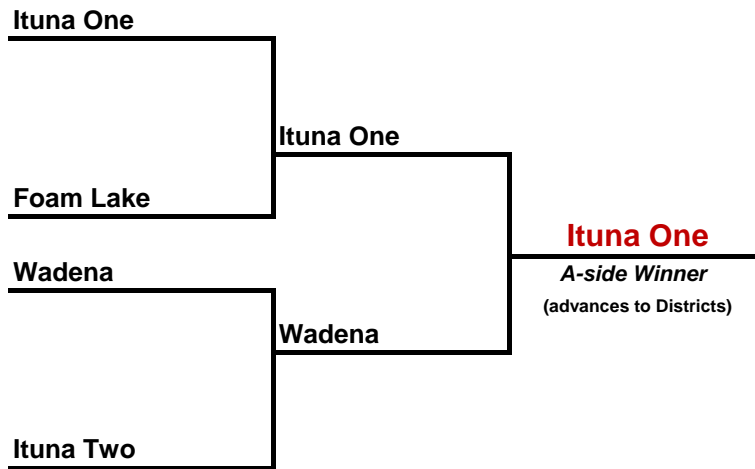 Ituna One
Ituna One
Foam Lake
Ituna One
Wadena
A-side Winner
(advances to Districts)
Wadena
Ituna Two